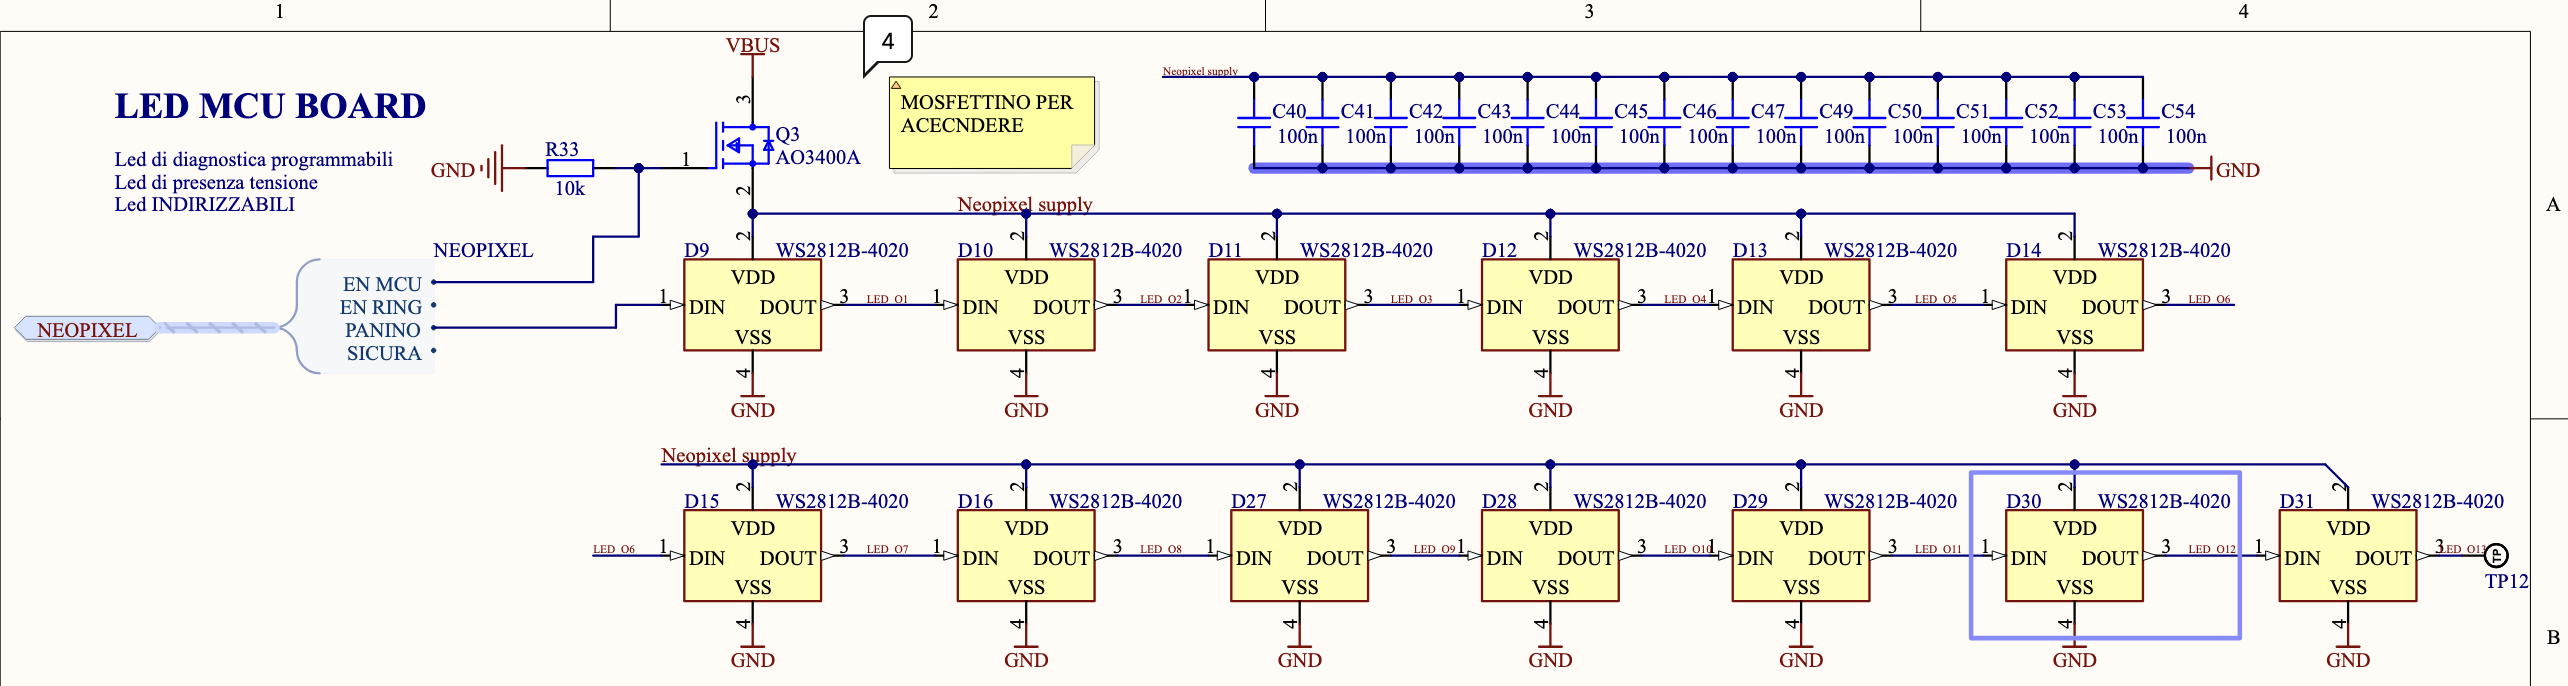 1 2 3 4
4
VBUS
Neopixel supply
LED MCU BOARD
3
MOSFETTINO PER
ACECNDERE
C40 C41 C42 C43 C44 C45 C46 C47 C49 C50 C51 C52 C53 C54
100n 100n 100n 100n 100n 100n 100n 100n 100n 100n 100n 100n 100n 100n
Q3
AO3400A
R33
10k
GND
1
2
GND
Led di diagnostica programmabili
Led di presenza tensione
Led INDIRIZZABILI
A
Neopixel supply
NEOPIXEL
EN MCU
EN RING
PANINO
SICURA
NEOPIXEL
2 2 2 2 2 2
D9 WS2812B-4020 D10 WS2812B-4020 D11 WS2812B-4020 D12 WS2812B-4020 D13 WS2812B-4020 D14 WS2812B-4020
VDD VDD VDD VDD VDD VDD
1 DIN DOUT 3 LED O1 1 DIN DOUT 3 LED O2 1 DIN DOUT 3 LED O3 1 DIN DOUT 3 LED O4 1 DIN DOUT 3 LED O5 1 DIN DOUT 3 LED O6
VSS VSS VSS VSS VSS VSS
4 4 4 4 4 4
GND GND GND GND GND GND
Neopixel supply
2 2 2 2 2 2 2
D15 WS2812B-4020 D16 WS2812B-4020 D27 WS2812B-4020 D28 WS2812B-4020 D29 WS2812B-4020 D30 WS2812B-4020 D31 WS2812B-4020
VDD VDD VDD VDD VDD VDD VDD
LED O6 1 DIN DOUT 3 LED O7 1 DIN DOUT 3 LED O8 1 DIN DOUT 3 LED O9 1 DIN DOUT 3 LED O10 1 DIN DOUT 3 LED O11 1 DIN DOUT 3 LED O12 1 DIN DOUT 3 LED O13 TP
TP12
VSS VSS VSS VSS VSS VSS VSS
4 4 4 4 4 4 4
GND GND GND GND GND GND GND
B